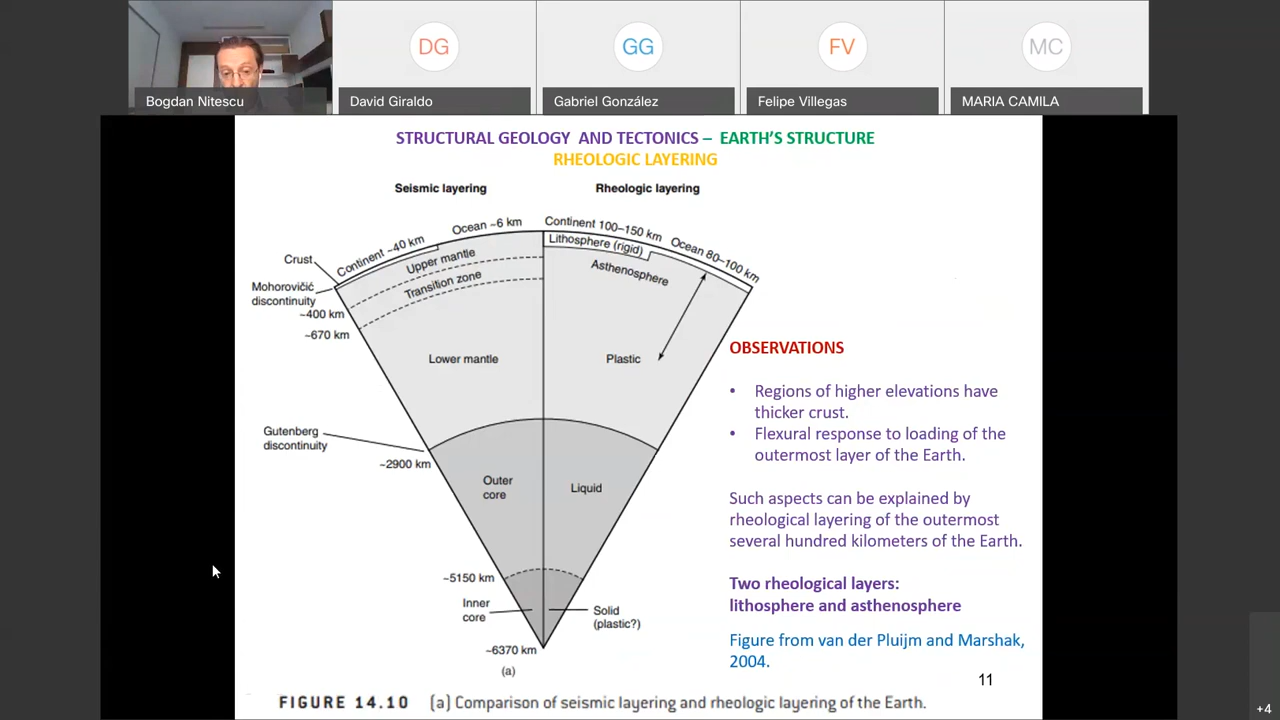 DG
GG
FV
MC
Bogdan Nitescu
David Giraldo
Gabriel González
Felipe Villegas
MARIA CAMILA
STRUCTURAL GEOLOGY AND TECTONICS – EARTH'S STRUCTURE
RHEOLOGIC LAYERING
Seismic layering
Rheologic layering
Continent ~40 km
Ocean ~6 km
Continent 100–150 km
Ocean 80–100 km
Crust
Upper mantle
Lithosphere (rigid)
Asthenosphere
Mohorovičić
discontinuity
Transition zone
~400 km
~670 km
Lower mantle
Plastic
Gutenberg
discontinuity
~2900 km
Outer
core
Liquid
~5150 km
Inner
core
Solid
(plastic?)
~6370 km
(a)
OBSERVATIONS
• Regions of higher elevations have
thicker crust.
• Flexural response to loading of the
outermost layer of the Earth.
Such aspects can be explained by
rheological layering of the outermost
several hundred kilometers of the Earth.
Two rheological layers:
lithosphere and asthenosphere
Figure from van der Pluijm and Marshak,
2004.
11
FIGURE 14.10 (a) Comparison of seismic layering and rheologic layering of the Earth.
+4